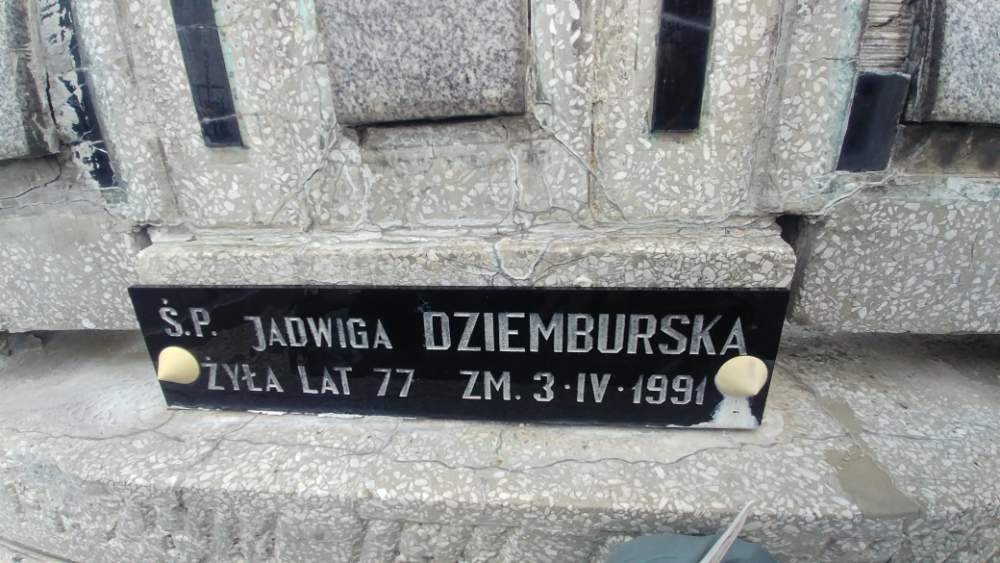 Ś.P. JADWIGA DZIEMBURSKA
ŻYŁA LAT 77 ZM. 3·IV·1991